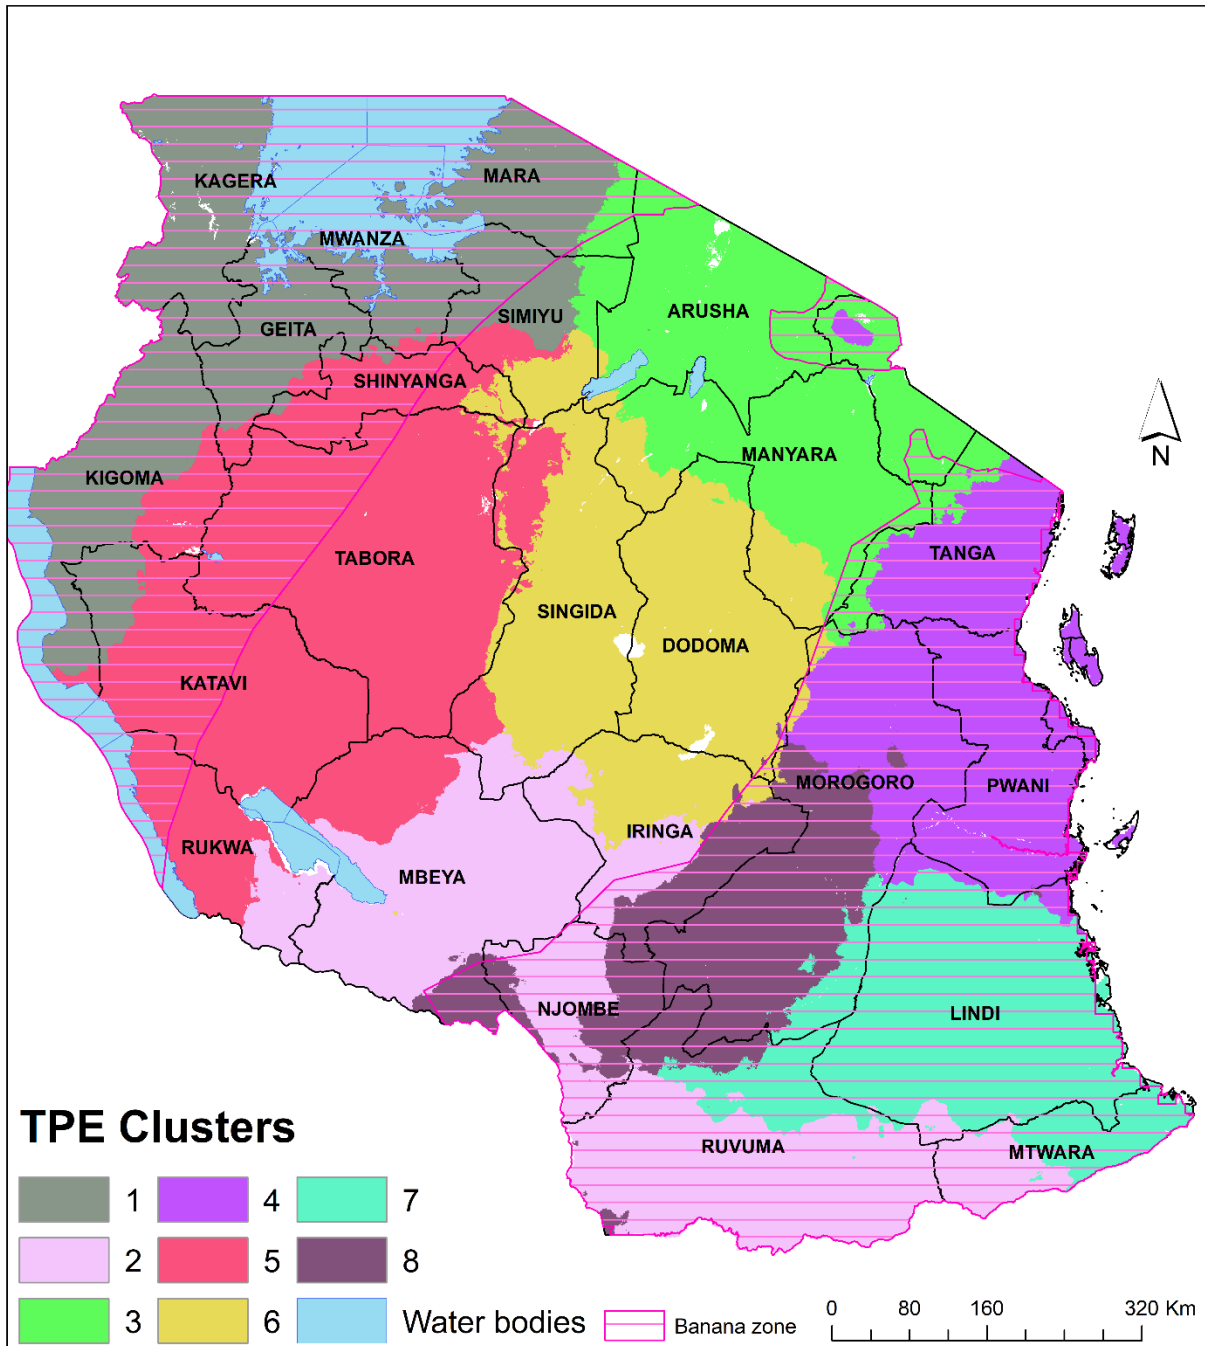 KAGERA
MARA
MWANZA
SIMIYU
ARUSHA
GEITA
SHINYANGA
MANYARA
KIGOMA
TABORA
TANGA
SINGIDA
DODOMA
KATAVI
MOROGORO
PWANI
IRINGA
RUKWA
MBEYA
NJOMBE
LINDI
RUVUMA
MTWARA
N
TPE Clusters
1 4 7
2 5 8
3 6 Water bodies
Banana zone
0 80 160 320 Km